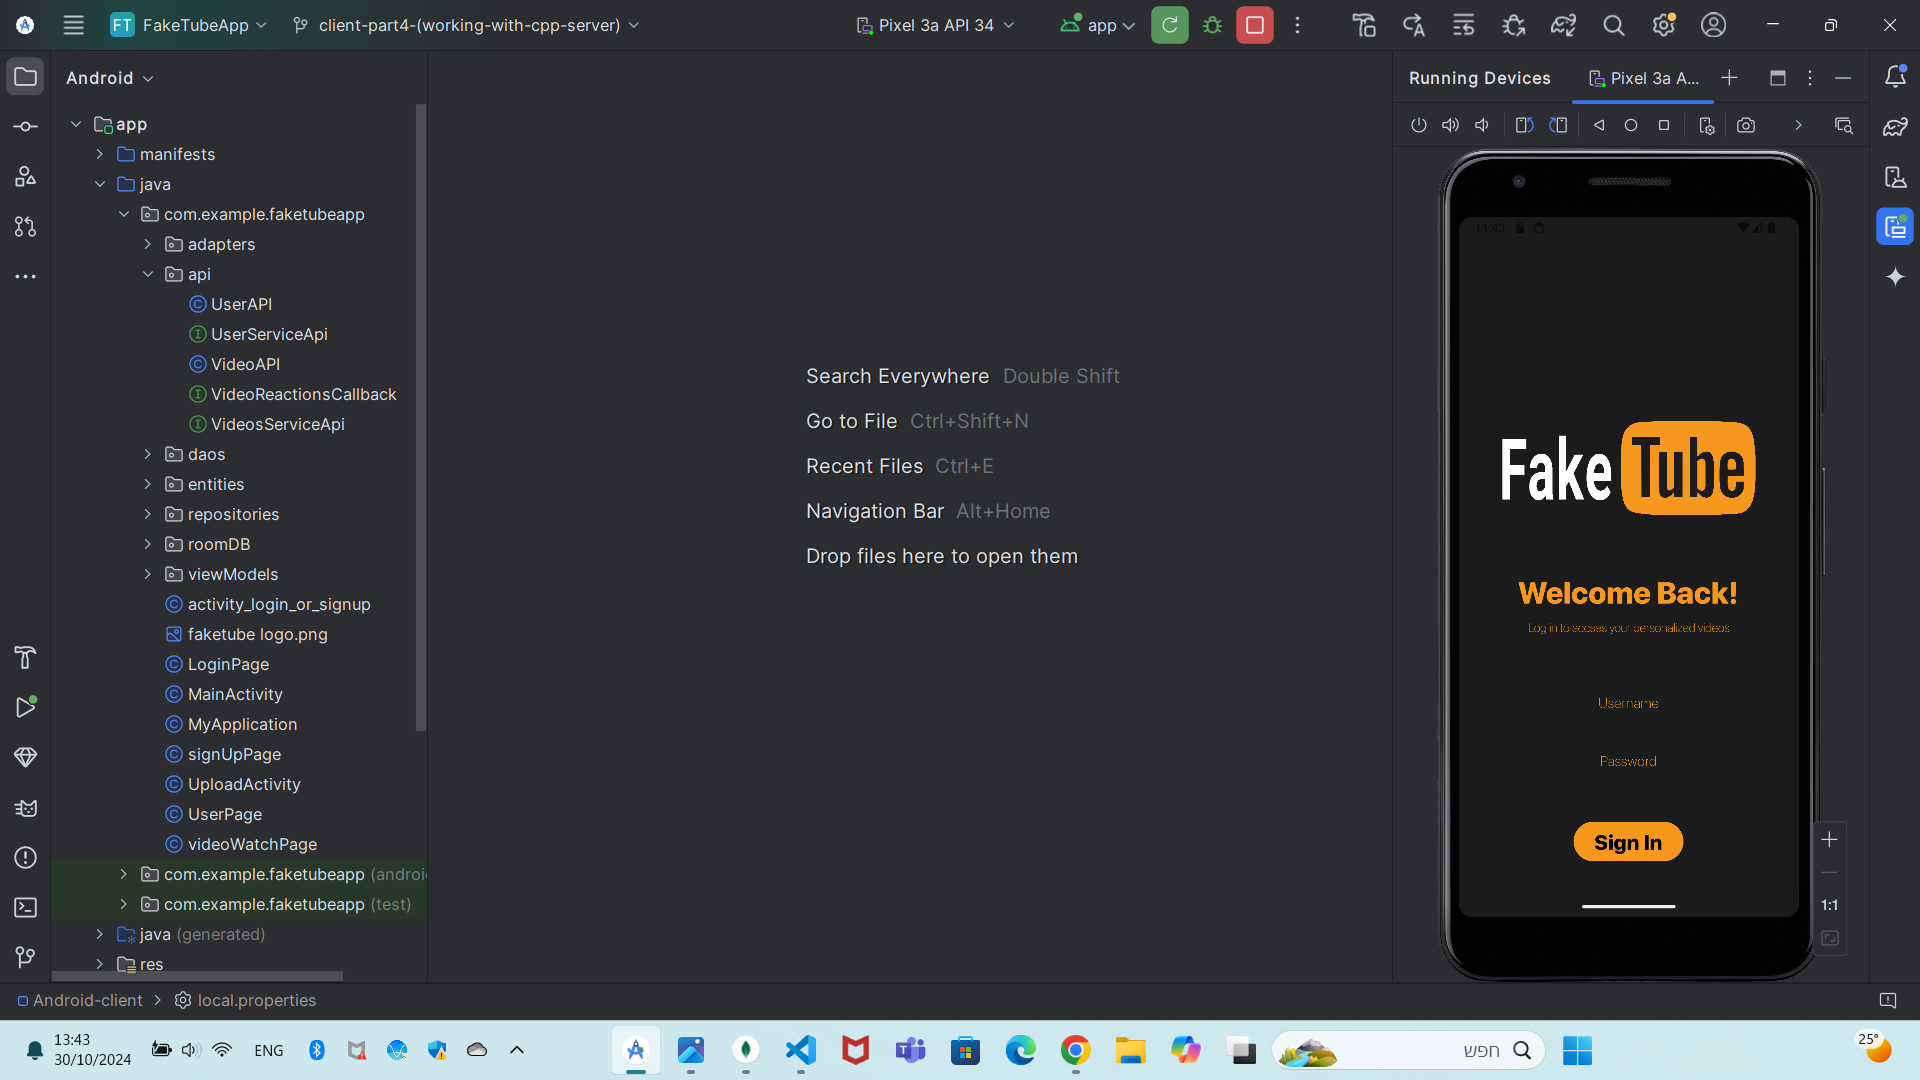 FT FakeTubeApp client-part4-(working-with-cpp-server) Pixel 3a API 34 app
Android
app
manifests
java
com.example.faketubeapp
adapters
api
UserAPI
UserServiceApi
VideoAPI
VideoReactionsCallback
VideosServiceApi
daos
entities
repositories
roomDB
viewModels
activity_login_or_signup
faketube logo.png
LoginPage
MainActivity
MyApplication
signUpPage
UploadActivity
UserPage
videoWatchPage
com.example.faketubeapp (androi
com.example.faketubeapp (test)
java (generated)
res
Search Everywhere Double Shift
Go to File Ctrl+Shift+N
Recent Files Ctrl+E
Navigation Bar Alt+Home
Drop files here to open them
Running Devices Pixel 3a A...
11:43
Fake Tube
Welcome Back!
Log in to accses your personalized videos
Username
Password
Sign In
1:1
Android-client > local.properties
13:43
30/10/2024
ENG
חפש
25°